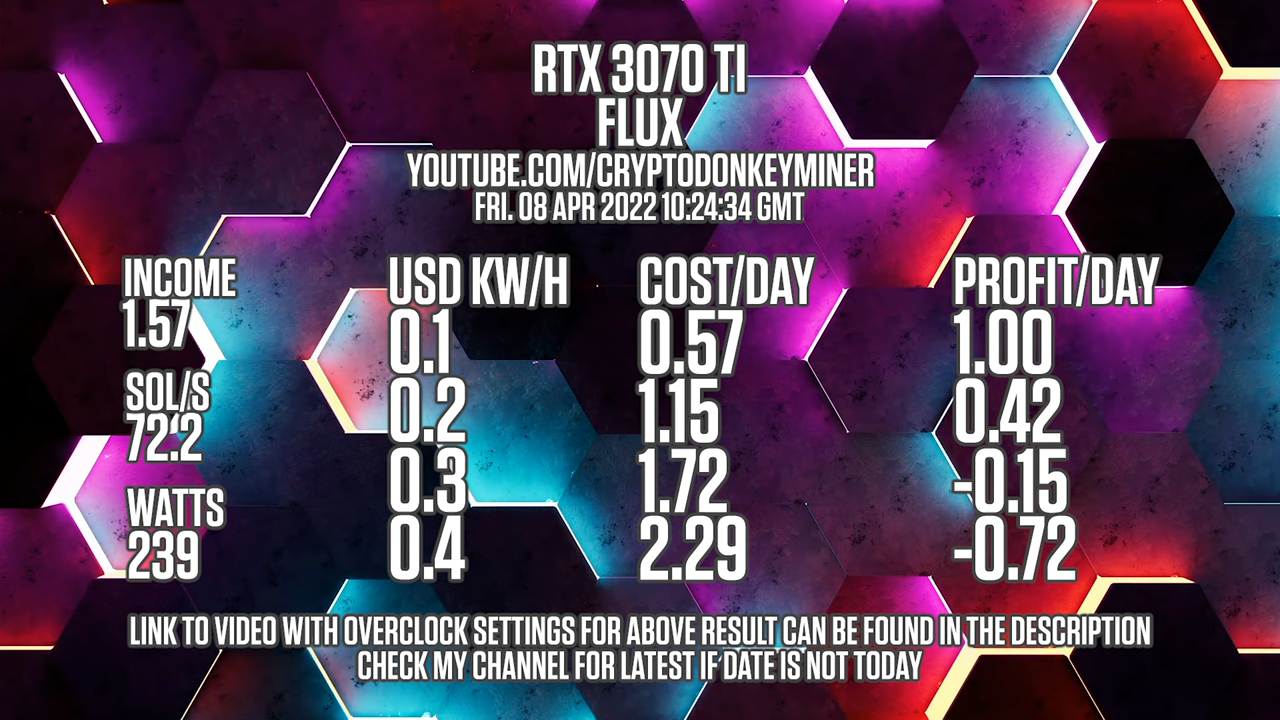 RTX 3070 TI
FLUX
YOUTUBE.COM/CRYPTODONKEYMINER
FRI. 08 APR 2022 10:24:34 GMT
INCOME
1.57
SOL/S
72.2
WATTS
239
USD KW/H COST/DAY PROFIT/DAY
0.1 0.57 1.00
0.2 1.15 0.42
0.3 1.72 -0.15
0.4 2.29 -0.72
LINK TO VIDEO WITH OVERCLOCK SETTINGS FOR ABOVE RESULT CAN BE FOUND IN THE DESCRIPTION
CHECK MY CHANNEL FOR LATEST IF DATE IS NOT TODAY